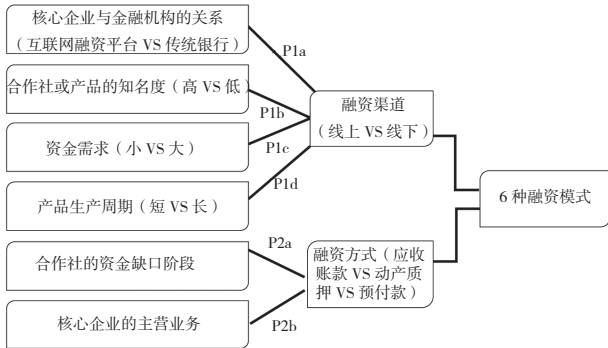 核心企业与金融机构的关系
（互联网融资平台 VS 传统银行）
P1a
合作社或产品的知名度（高 VS 低）
P1b
融资渠道
（线上 VS 线下）
资金需求（小 VS 大）
P1c
P1d
产品生产周期（短 VS 长）
6 种融资模式
P2a
合作社的资金缺口阶段
融资方式（应收
账款 VS 动产质
押 VS 预付款）
核心企业的主营业务
P2b